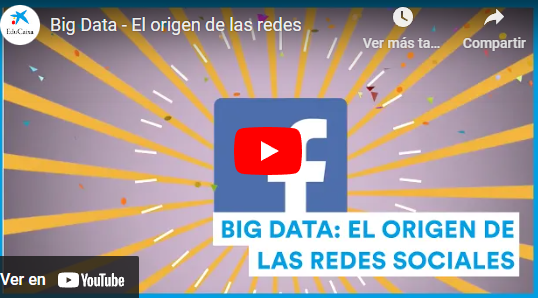 Big Data - El origen de las redes
EduCaixa
Ver más ta...
Compartir
f
BIG DATA: EL ORIGEN DE
LAS REDES SOCIALES
Ver en YouTube